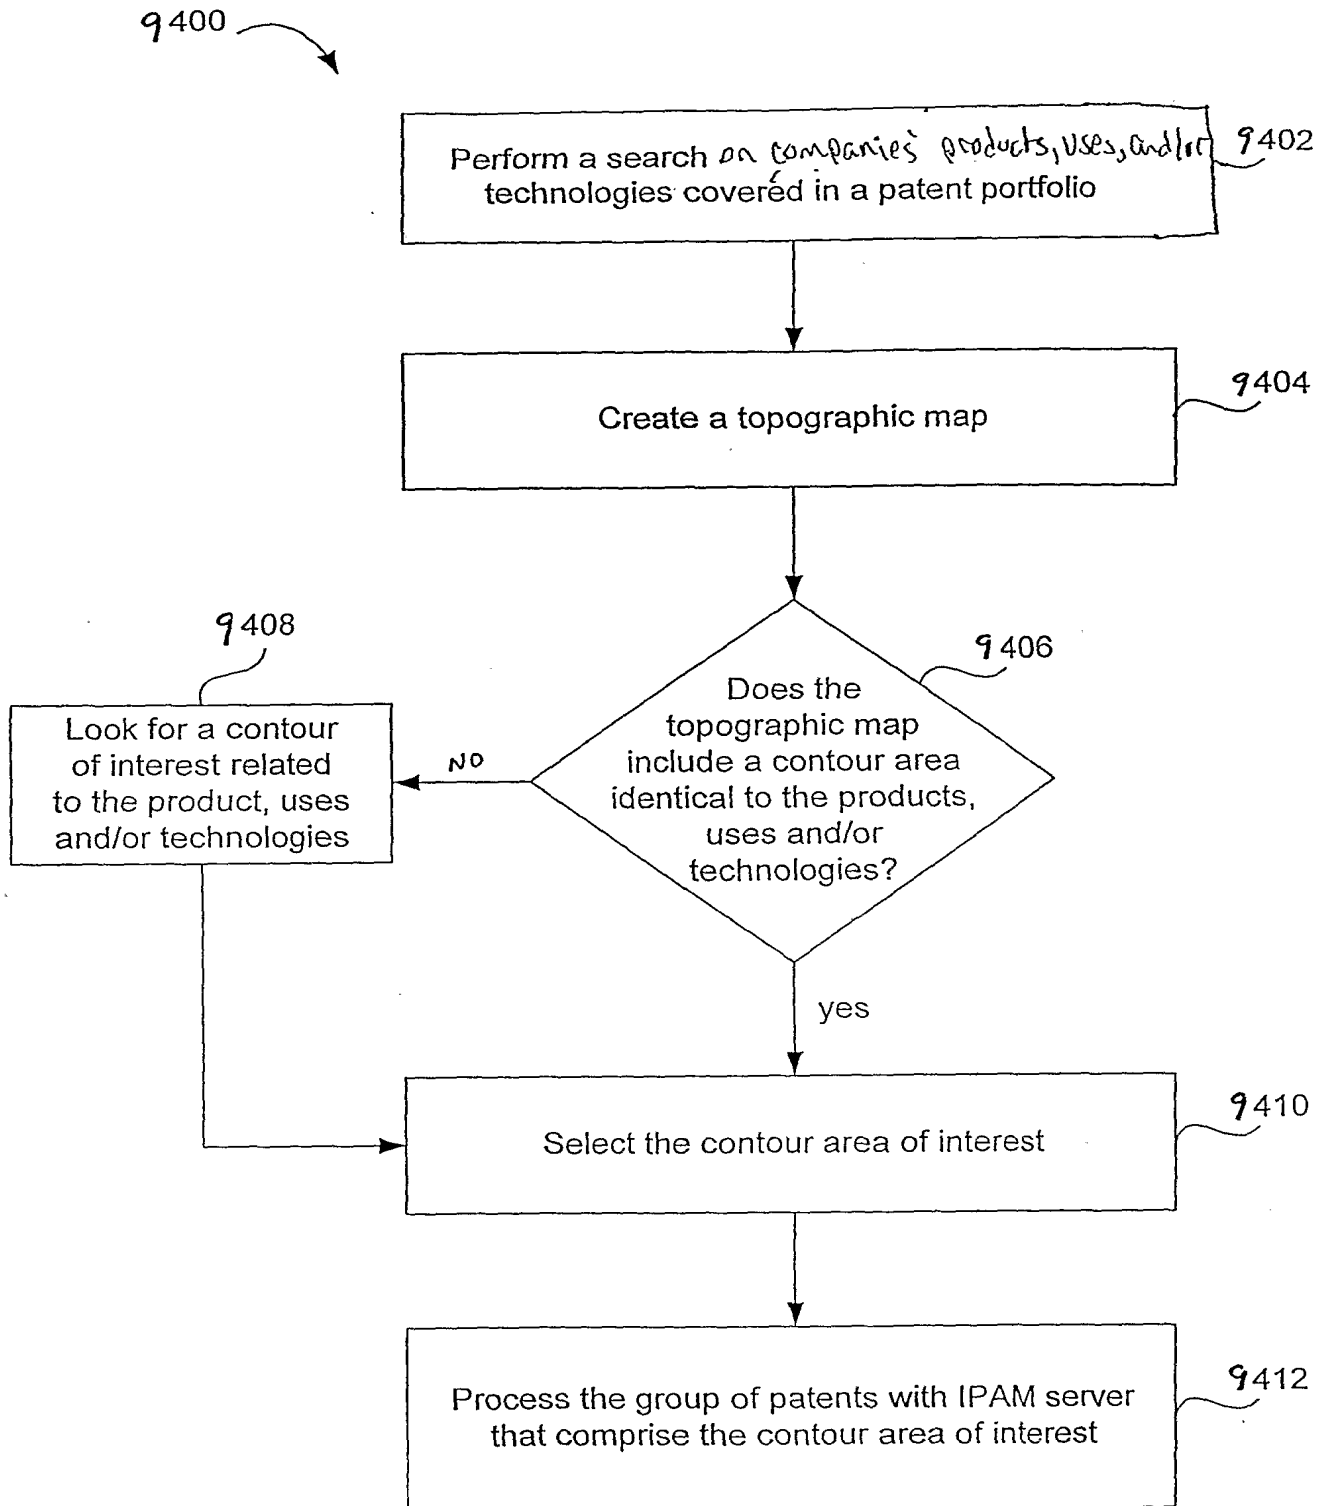 9400
Perform a search on companies' products, uses, and/or
technologies covered in a patent portfolio
9402
Create a topographic map
9404
Does the
topographic map
include a contour area
identical to the products,
uses and/or
technologies?
9406
NO
9408
Look for a contour
of interest related
to the product, uses
and/or technologies
yes
Select the contour area of interest
9410
Process the group of patents with IPAM server
that comprise the contour area of interest
9412